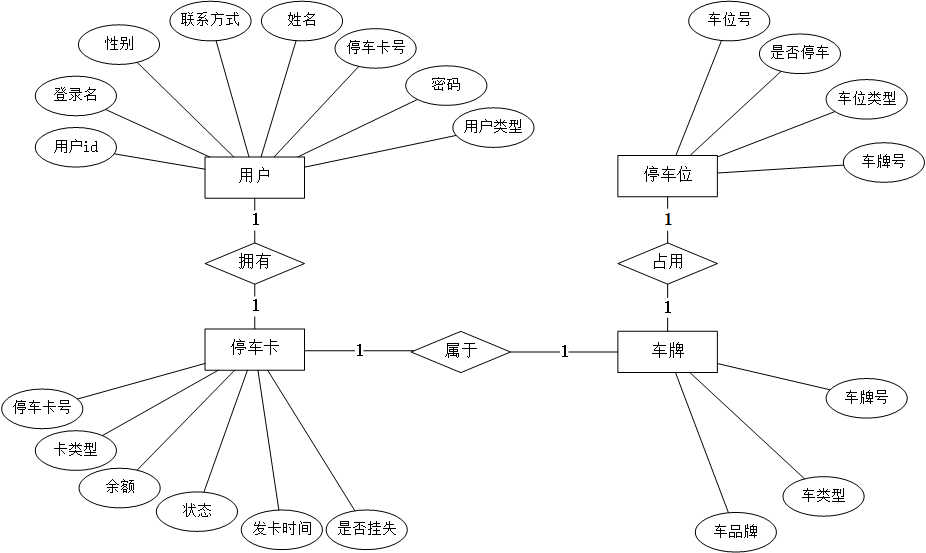 联系方式
姓名
车位号
性别
停车卡号
是否停车
登录名
密码
车位类型
用户id
用户类型
车牌号
用户
停车位
1
1
拥有
占用
1
1
停车卡
1
属于
1
车牌
停车卡号
车牌号
卡类型
余额
车类型
状态
发卡时间
是否挂失
车品牌